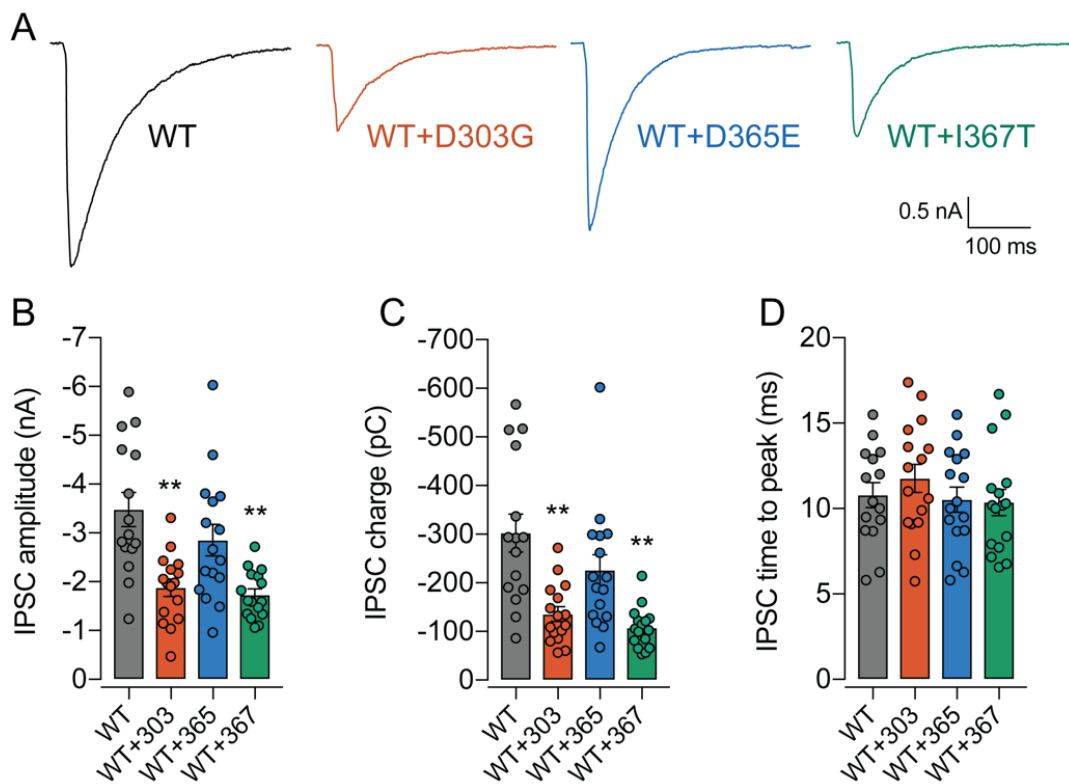 A
WT
WT+D303G
WT+D365E
WT+I367T
0.5 nA
100 ms
B
IPSC amplitude (nA)
-7
-6
-5
-4
-3
-2
-1
0
**
**
WT
WT+303
WT+365
WT+367
C
IPSC charge (pC)
-700
-600
-500
-400
-300
-200
-100
0
**
**
WT
WT+303
WT+365
WT+367
D
IPSC time to peak (ms)
20
15
10
5
0
WT
WT+303
WT+365
WT+367